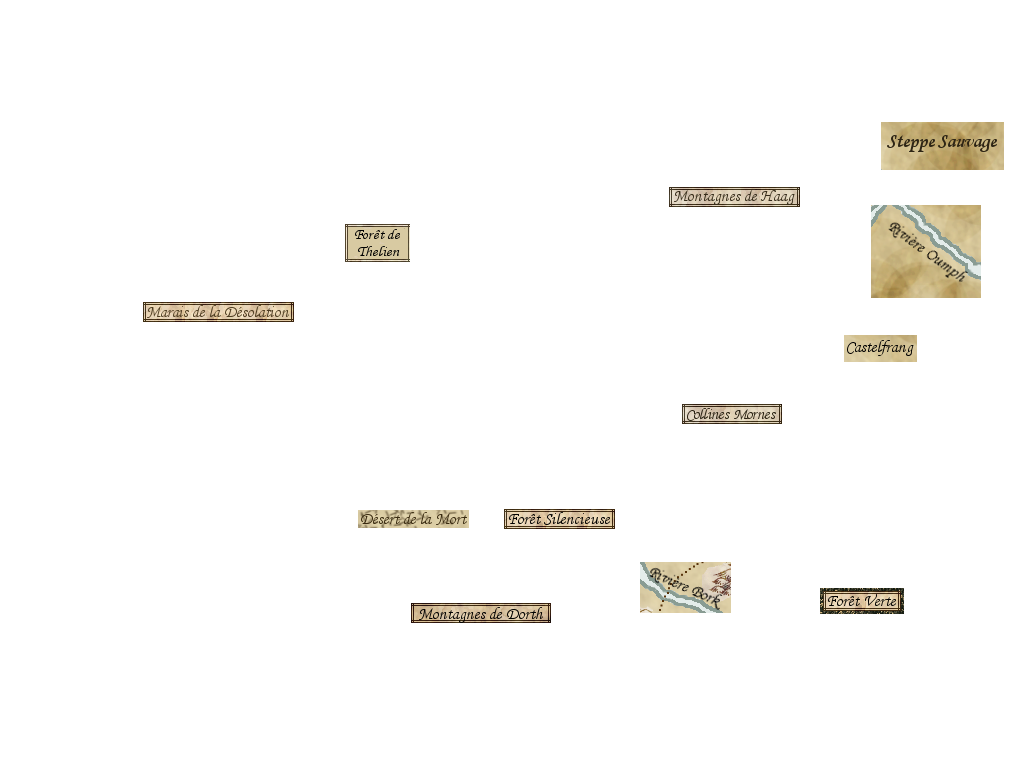 Steppe Sauvage
Montagnes de Haag
Forêt de
Thelien
Rivière Oumph
Marais de la Désolation
Castelfrang
Collines Mornes
Désert de la Mort
Forêt Silencieuse
Rivière Bork
Forêt Verte
Montagnes de Dorth